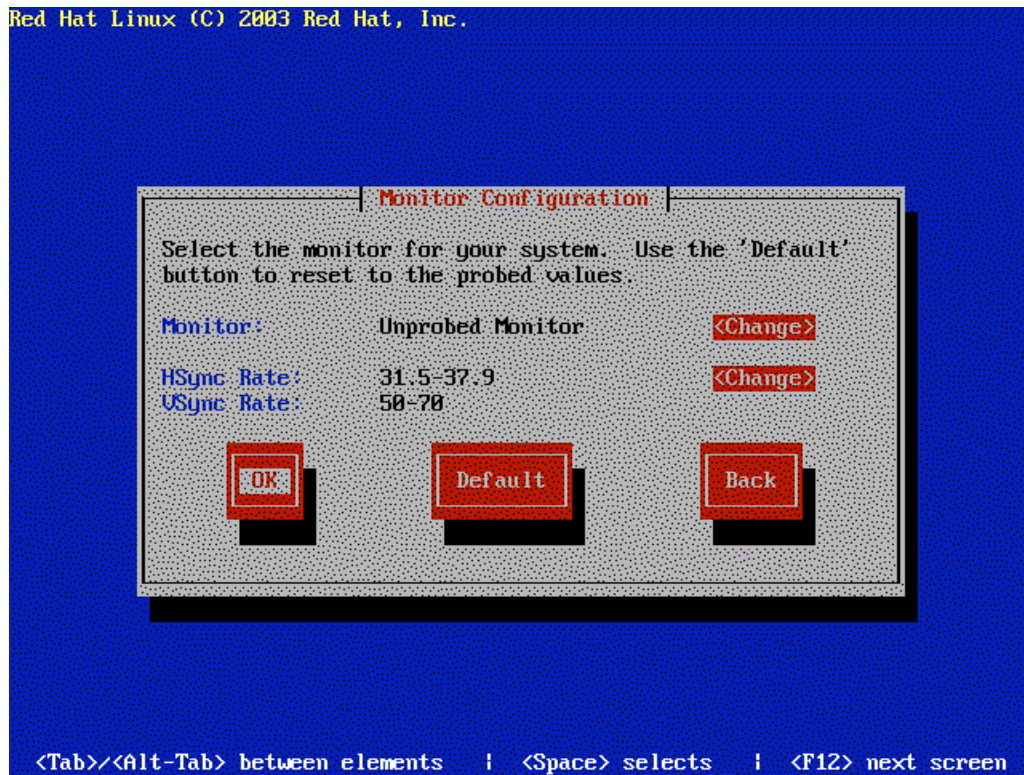 Red Hat Linux (C) 2003 Red Hat, Inc.
Monitor Configuration
Select the monitor for your system.  Use the 'Default'
button to reset to the probed values.
Monitor: Unprobed Monitor <Change>
HSync Rate: 31.5-37.9 <Change>
VSync Rate: 50-70
OK Default Back
<Tab>/<Alt-Tab> between elements | <Space> selects | <F12> next screen